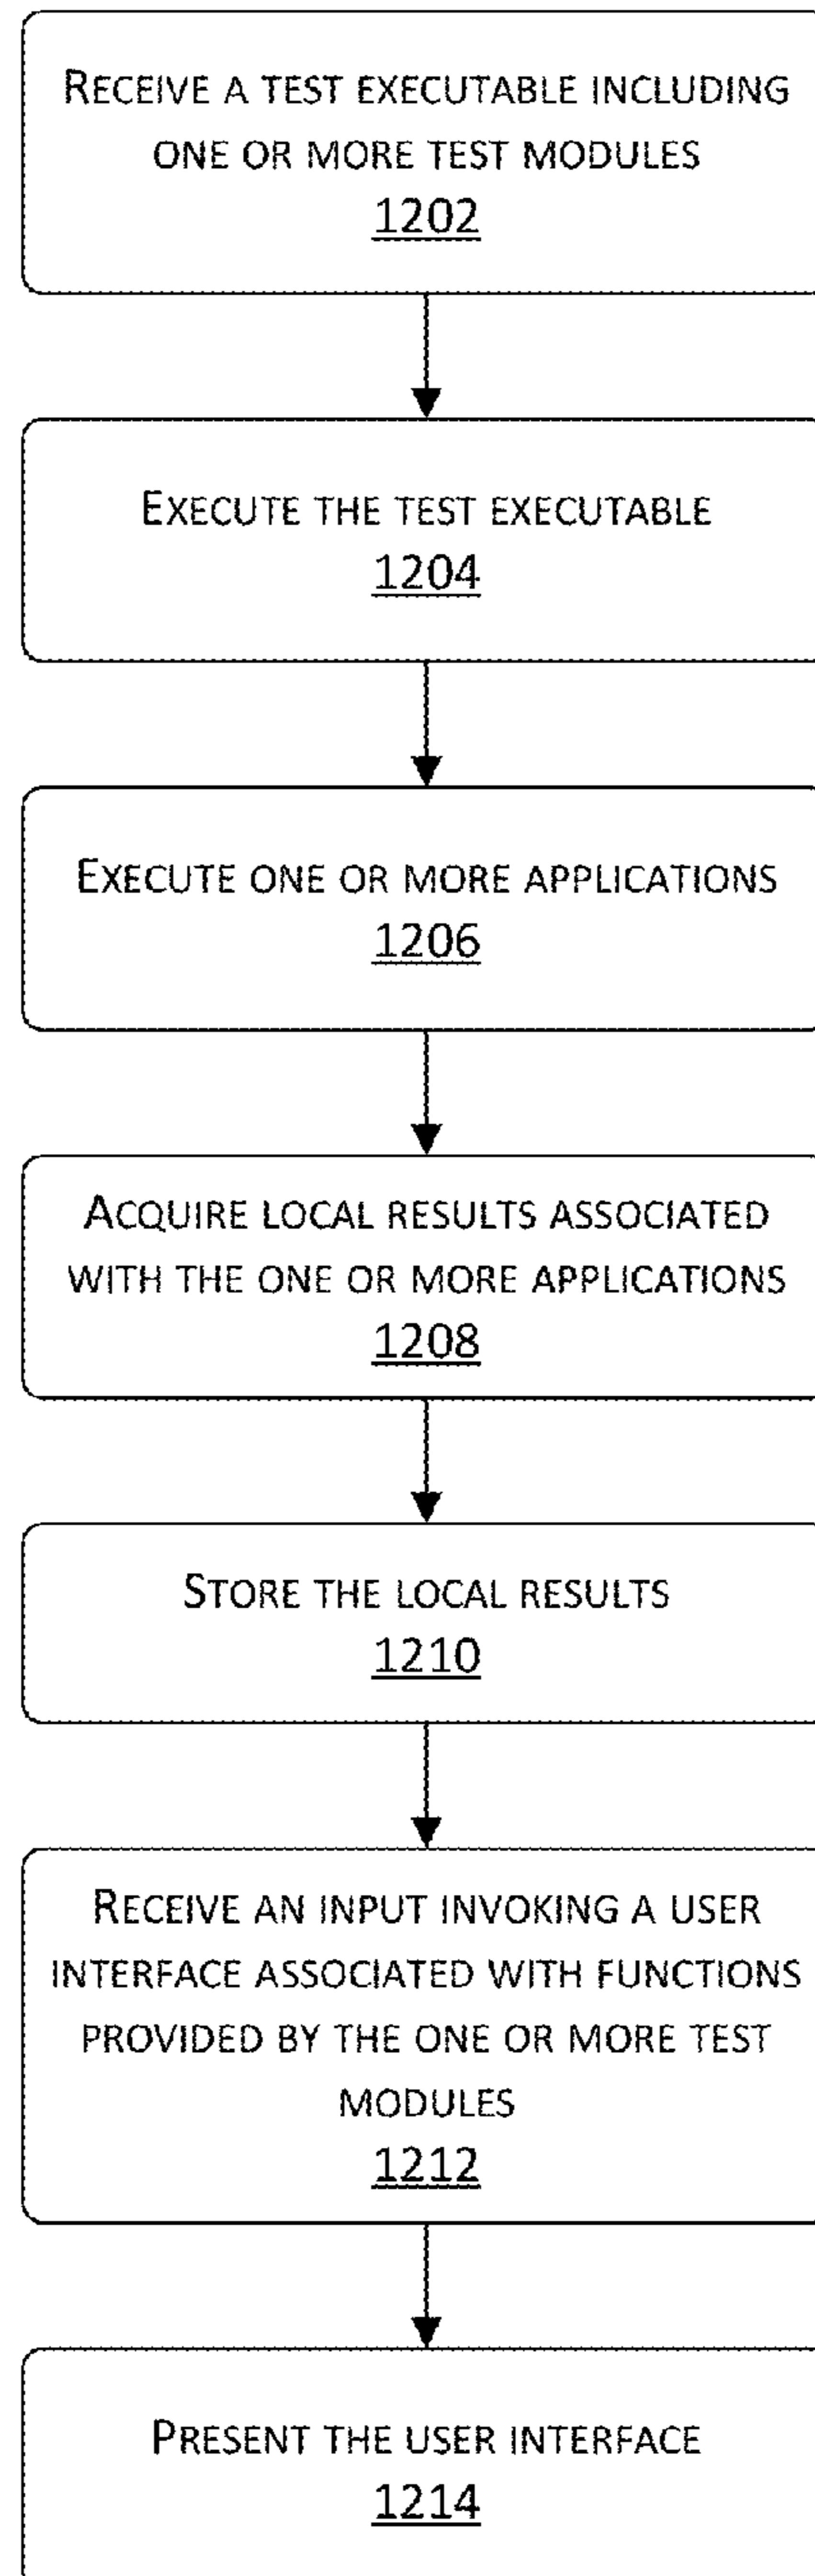 RECEIVE A TEST EXECUTABLE INCLUDING
ONE OR MORE TEST MODULES
1202
EXECUTE THE TEST EXECUTABLE
1204
EXECUTE ONE OR MORE APPLICATIONS
1206
ACQUIRE LOCAL RESULTS ASSOCIATED
WITH THE ONE OR MORE APPLICATIONS
1208
STORE THE LOCAL RESULTS
1210
RECEIVE AN INPUT INVOKING A USER
INTERFACE ASSOCIATED WITH FUNCTIONS
PROVIDED BY THE ONE OR MORE TEST
MODULES
1212
PRESENT THE USER INTERFACE
1214